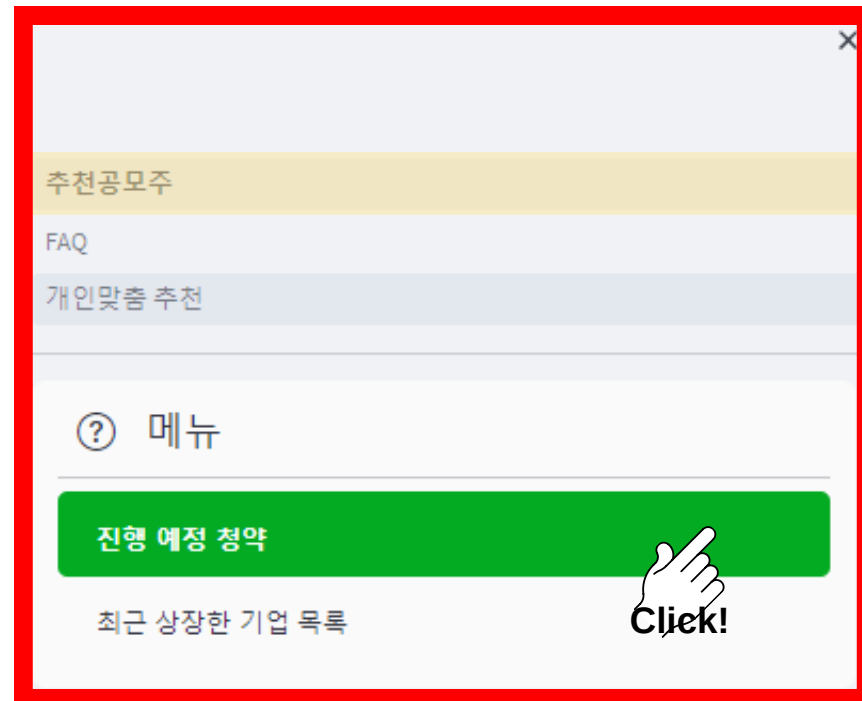 추천공모주
FAQ
개인맞춤 추천
메뉴
진행 예정 청약
최근 상장한 기업 목록
Click!